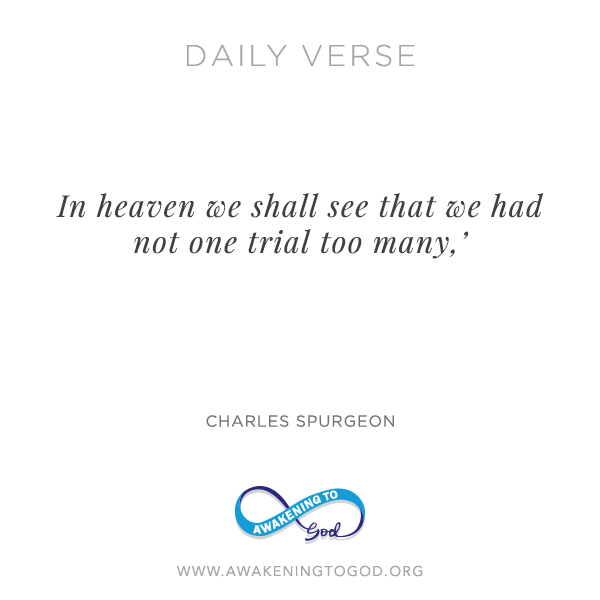 DAILY VERSE
In heaven we shall see that we had
not one trial too many,’
CHARLES SPURGEON
AWAKENING TO
God
WWW.AWAKENINGTOGOD.ORG